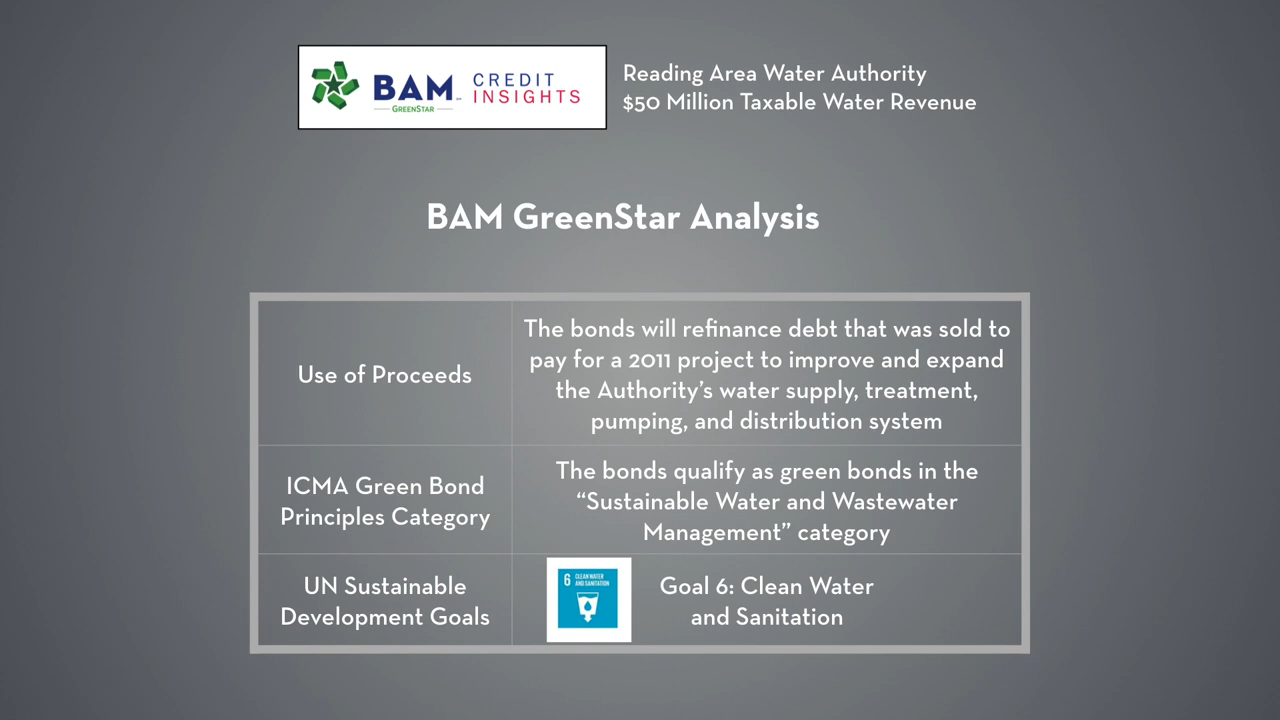 BAM CREDIT INSIGHTS
GREENSTAR
Reading Area Water Authority
$50 Million Taxable Water Revenue
BAM GreenStar Analysis
Use of Proceeds
The bonds will refinance debt that was sold to
pay for a 2011 project to improve and expand
the Authority's water supply, treatment,
pumping, and distribution system
ICMA Green Bond
Principles Category
The bonds qualify as green bonds in the
“Sustainable Water and Wastewater
Management” category
UN Sustainable
Development Goals
6 CLEAN WATER
AND SANITATION
Goal 6: Clean Water
and Sanitation